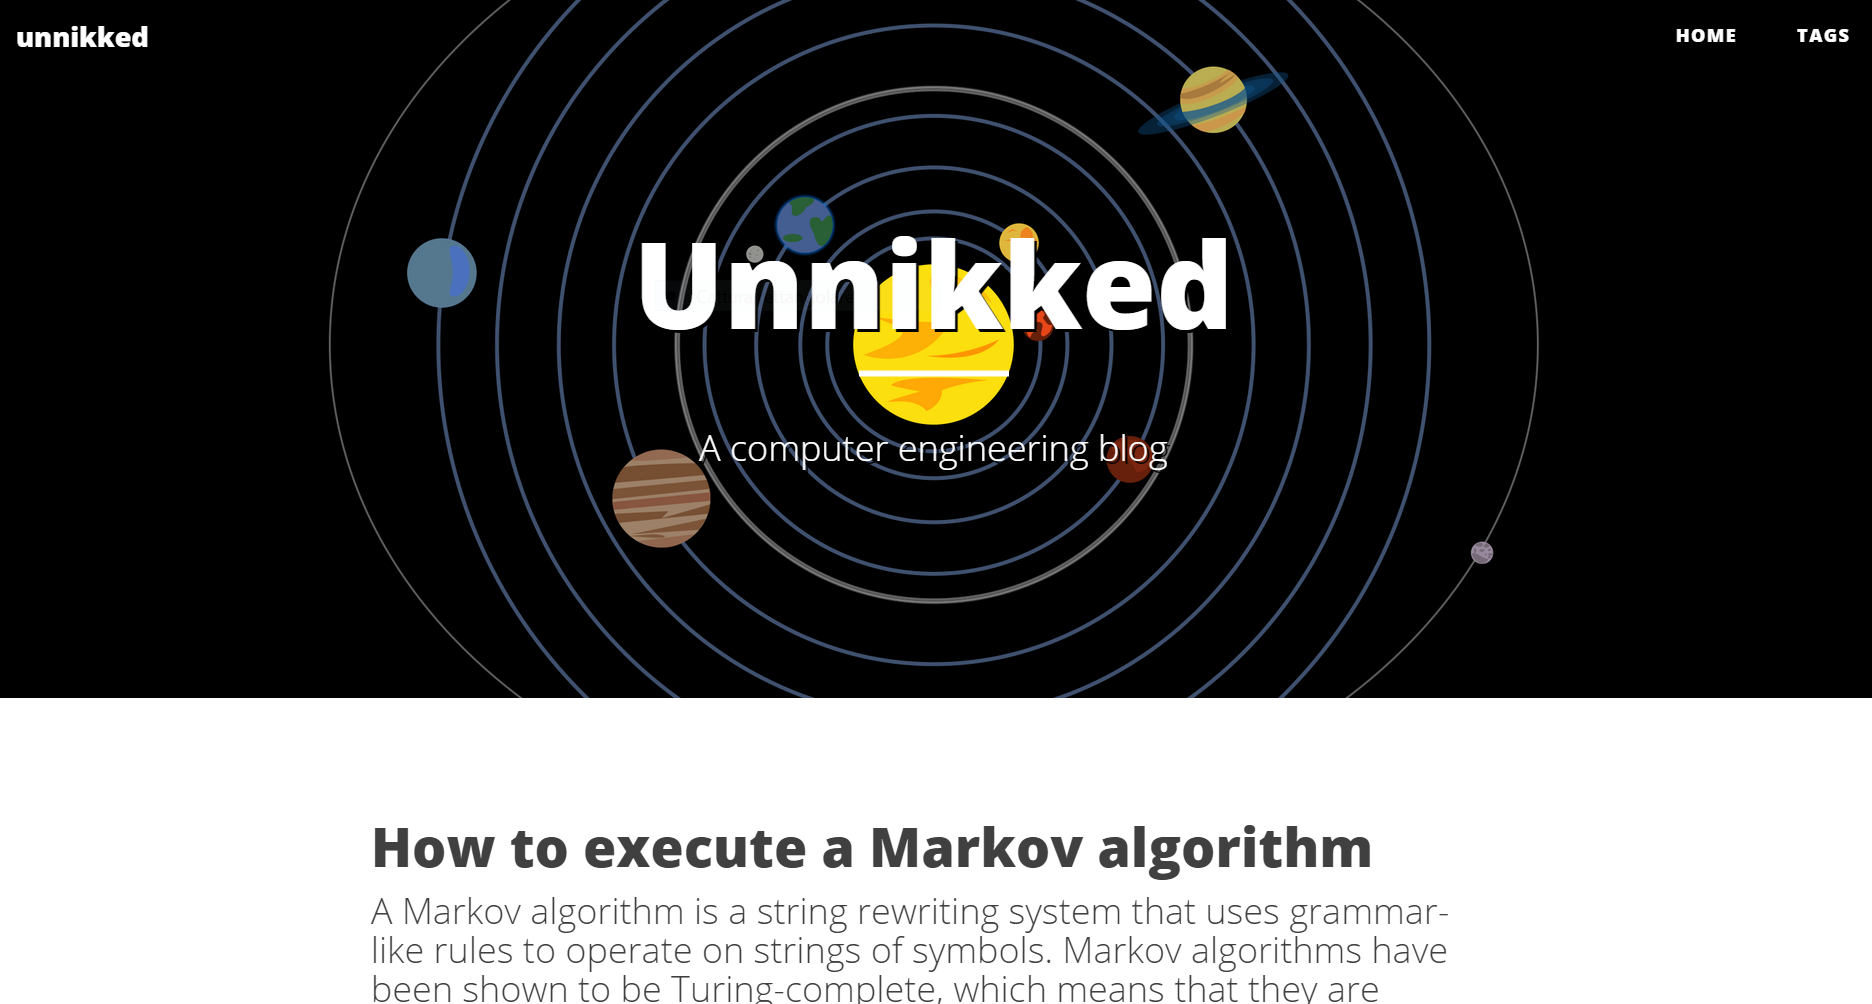 unnikked
HOME
TAGS
Unnikked
A computer engineering blog
How to execute a Markov algorithm
A Markov algorithm is a string rewriting system that uses grammar-
like rules to operate on strings of symbols. Markov algorithms have
been shown to be Turing-complete, which means that they are